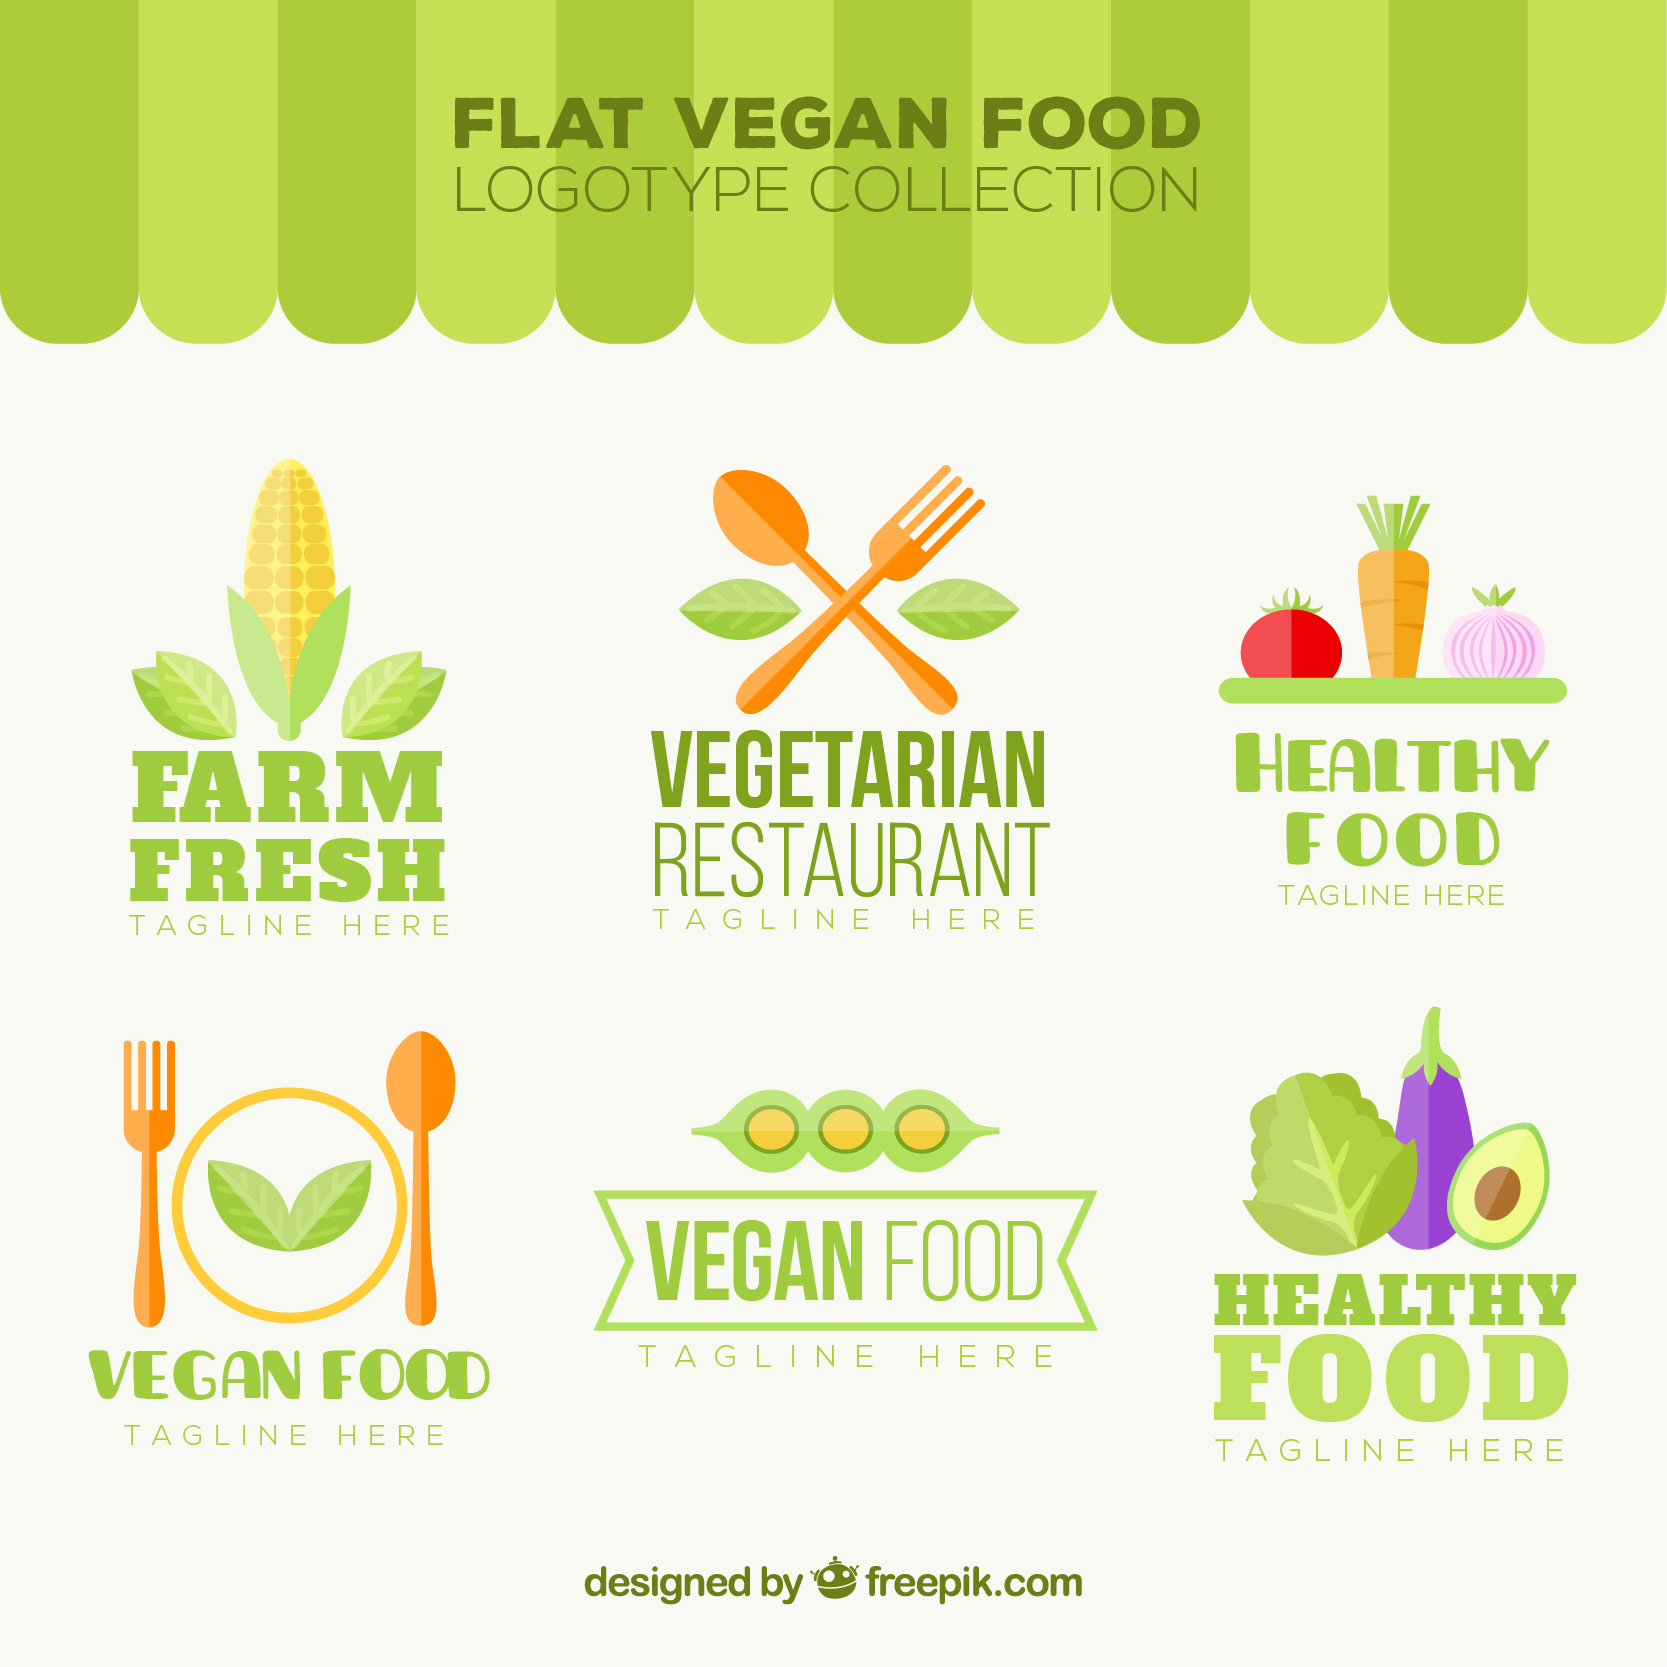 FLAT VEGAN FOOD
LOGOTYPE COLLECTION
FARM
FRESH
TAGLINE HERE
VEGETARIAN
RESTAURANT
TAGLINE HERE
HEALTHY
FOOD
TAGLINE HERE
VEGAN FOOD
TAGLINE HERE
VEGAN FOOD
TAGLINE HERE
HEALTHY
FOOD
TAGLINE HERE
designed by freepik.com